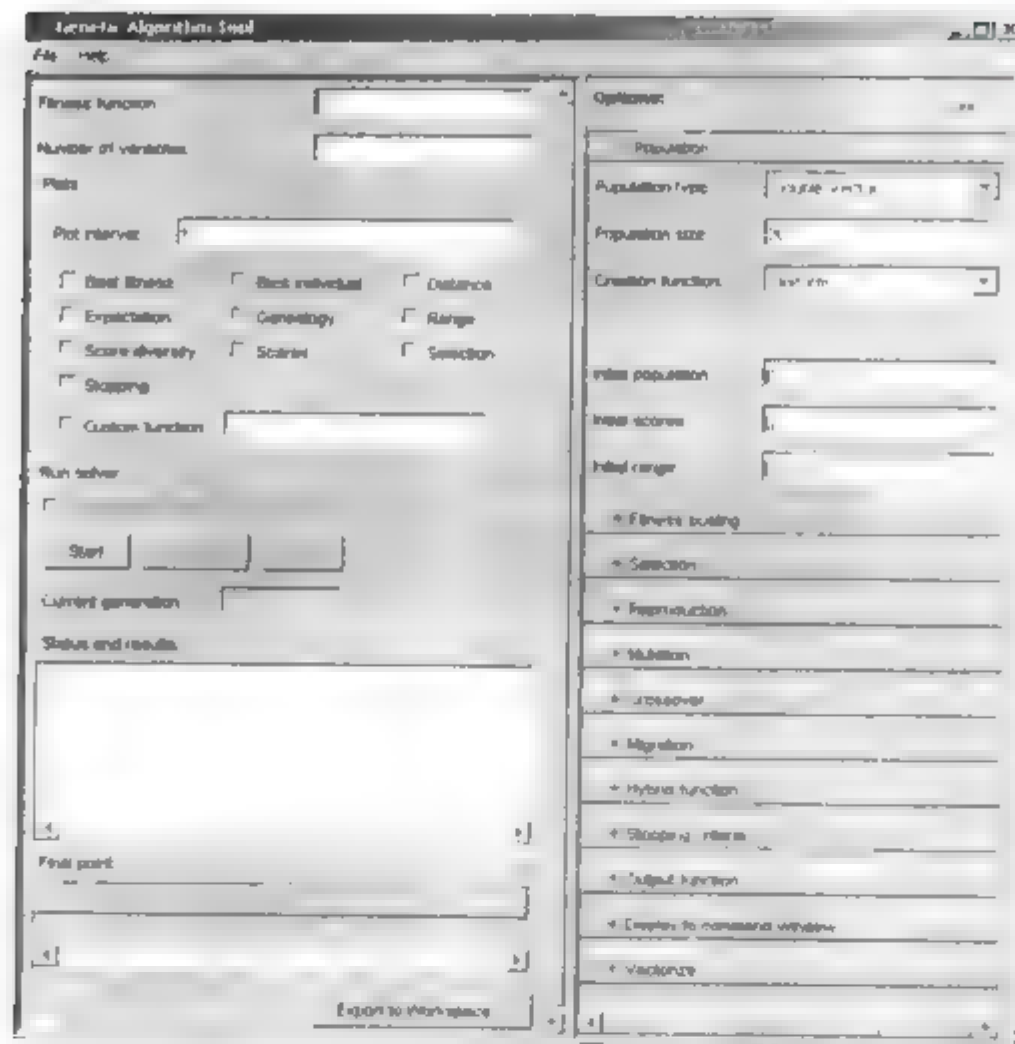 Genetic Algorithm Tool
File Help
Fitness function
Number of variables
Plots
Plot interval:
Best fitness Best individual Distance
Expectation Genealogy Range
Score diversity Scores Selection
Stopping
Custom function
Run solver
Start
Current generation
Status and results
Final point
Export to Workspace
Options:
Population
Population type
Population size
Creation function:
Initial population
Initial scores
Initial range
+ Fitness scaling
+ Selection
+ Reproduction
+ Mutation
+ Crossover
+ Migration
+ Hybrid function
+ Stopping criteria
+ Output function
+ Display to command window
+ Vectorize